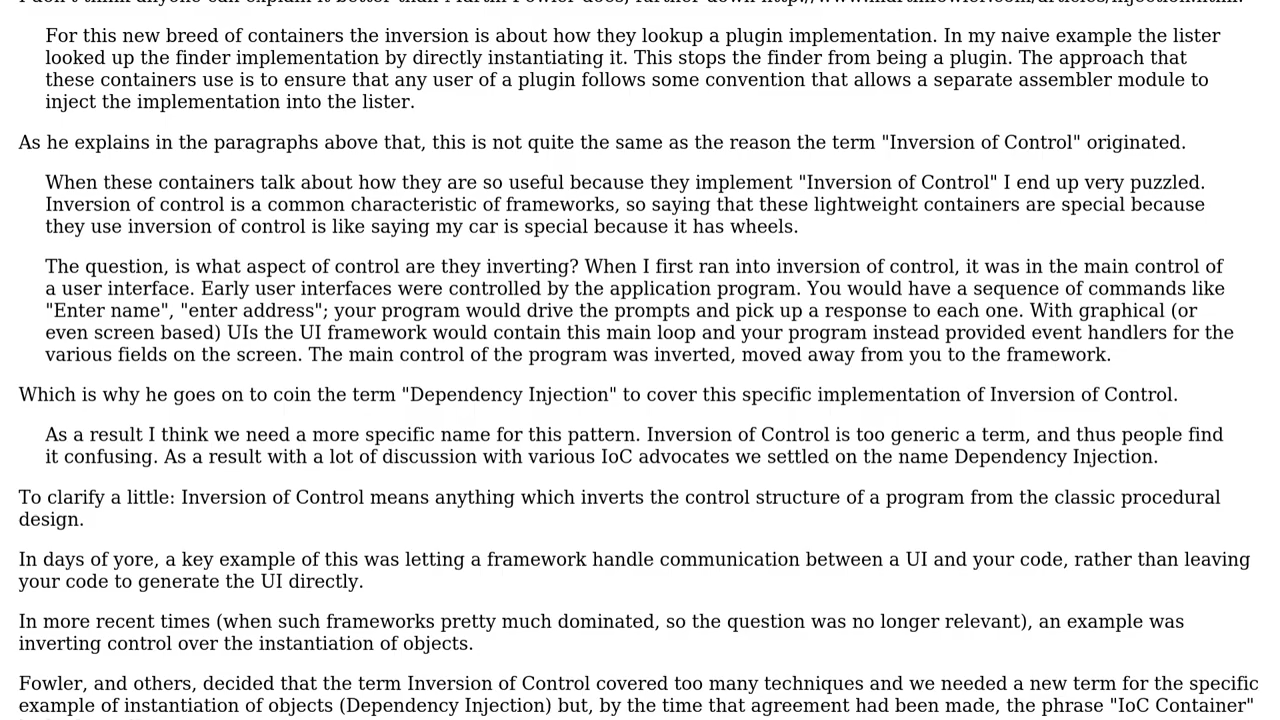 For this new breed of containers the inversion is about how they lookup a plugin implementation. In my naive example the lister
looked up the finder implementation by directly instantiating it. This stops the finder from being a plugin. The approach that
these containers use is to ensure that any user of a plugin follows some convention that allows a separate assembler module to
inject the implementation into the lister.
As he explains in the paragraphs above that, this is not quite the same as the reason the term "Inversion of Control" originated.
When these containers talk about how they are so useful because they implement "Inversion of Control" I end up very puzzled.
Inversion of control is a common characteristic of frameworks, so saying that these lightweight containers are special because
they use inversion of control is like saying my car is special because it has wheels.
The question, is what aspect of control are they inverting? When I first ran into inversion of control, it was in the main control of
a user interface. Early user interfaces were controlled by the application program. You would have a sequence of commands like
"Enter name", "enter address"; your program would drive the prompts and pick up a response to each one. With graphical (or
even screen based) UIs the UI framework would contain this main loop and your program instead provided event handlers for the
various fields on the screen. The main control of the program was inverted, moved away from you to the framework.
Which is why he goes on to coin the term "Dependency Injection" to cover this specific implementation of Inversion of Control.
As a result I think we need a more specific name for this pattern. Inversion of Control is too generic a term, and thus people find
it confusing. As a result with a lot of discussion with various IoC advocates we settled on the name Dependency Injection.
To clarify a little: Inversion of Control means anything which inverts the control structure of a program from the classic procedural
design.
In days of yore, a key example of this was letting a framework handle communication between a UI and your code, rather than leaving
your code to generate the UI directly.
In more recent times (when such frameworks pretty much dominated, so the question was no longer relevant), an example was
inverting control over the instantiation of objects.
Fowler, and others, decided that the term Inversion of Control covered too many techniques and we needed a new term for the specific
example of instantiation of objects (Dependency Injection) but, by the time that agreement had been made, the phrase "IoC Container"